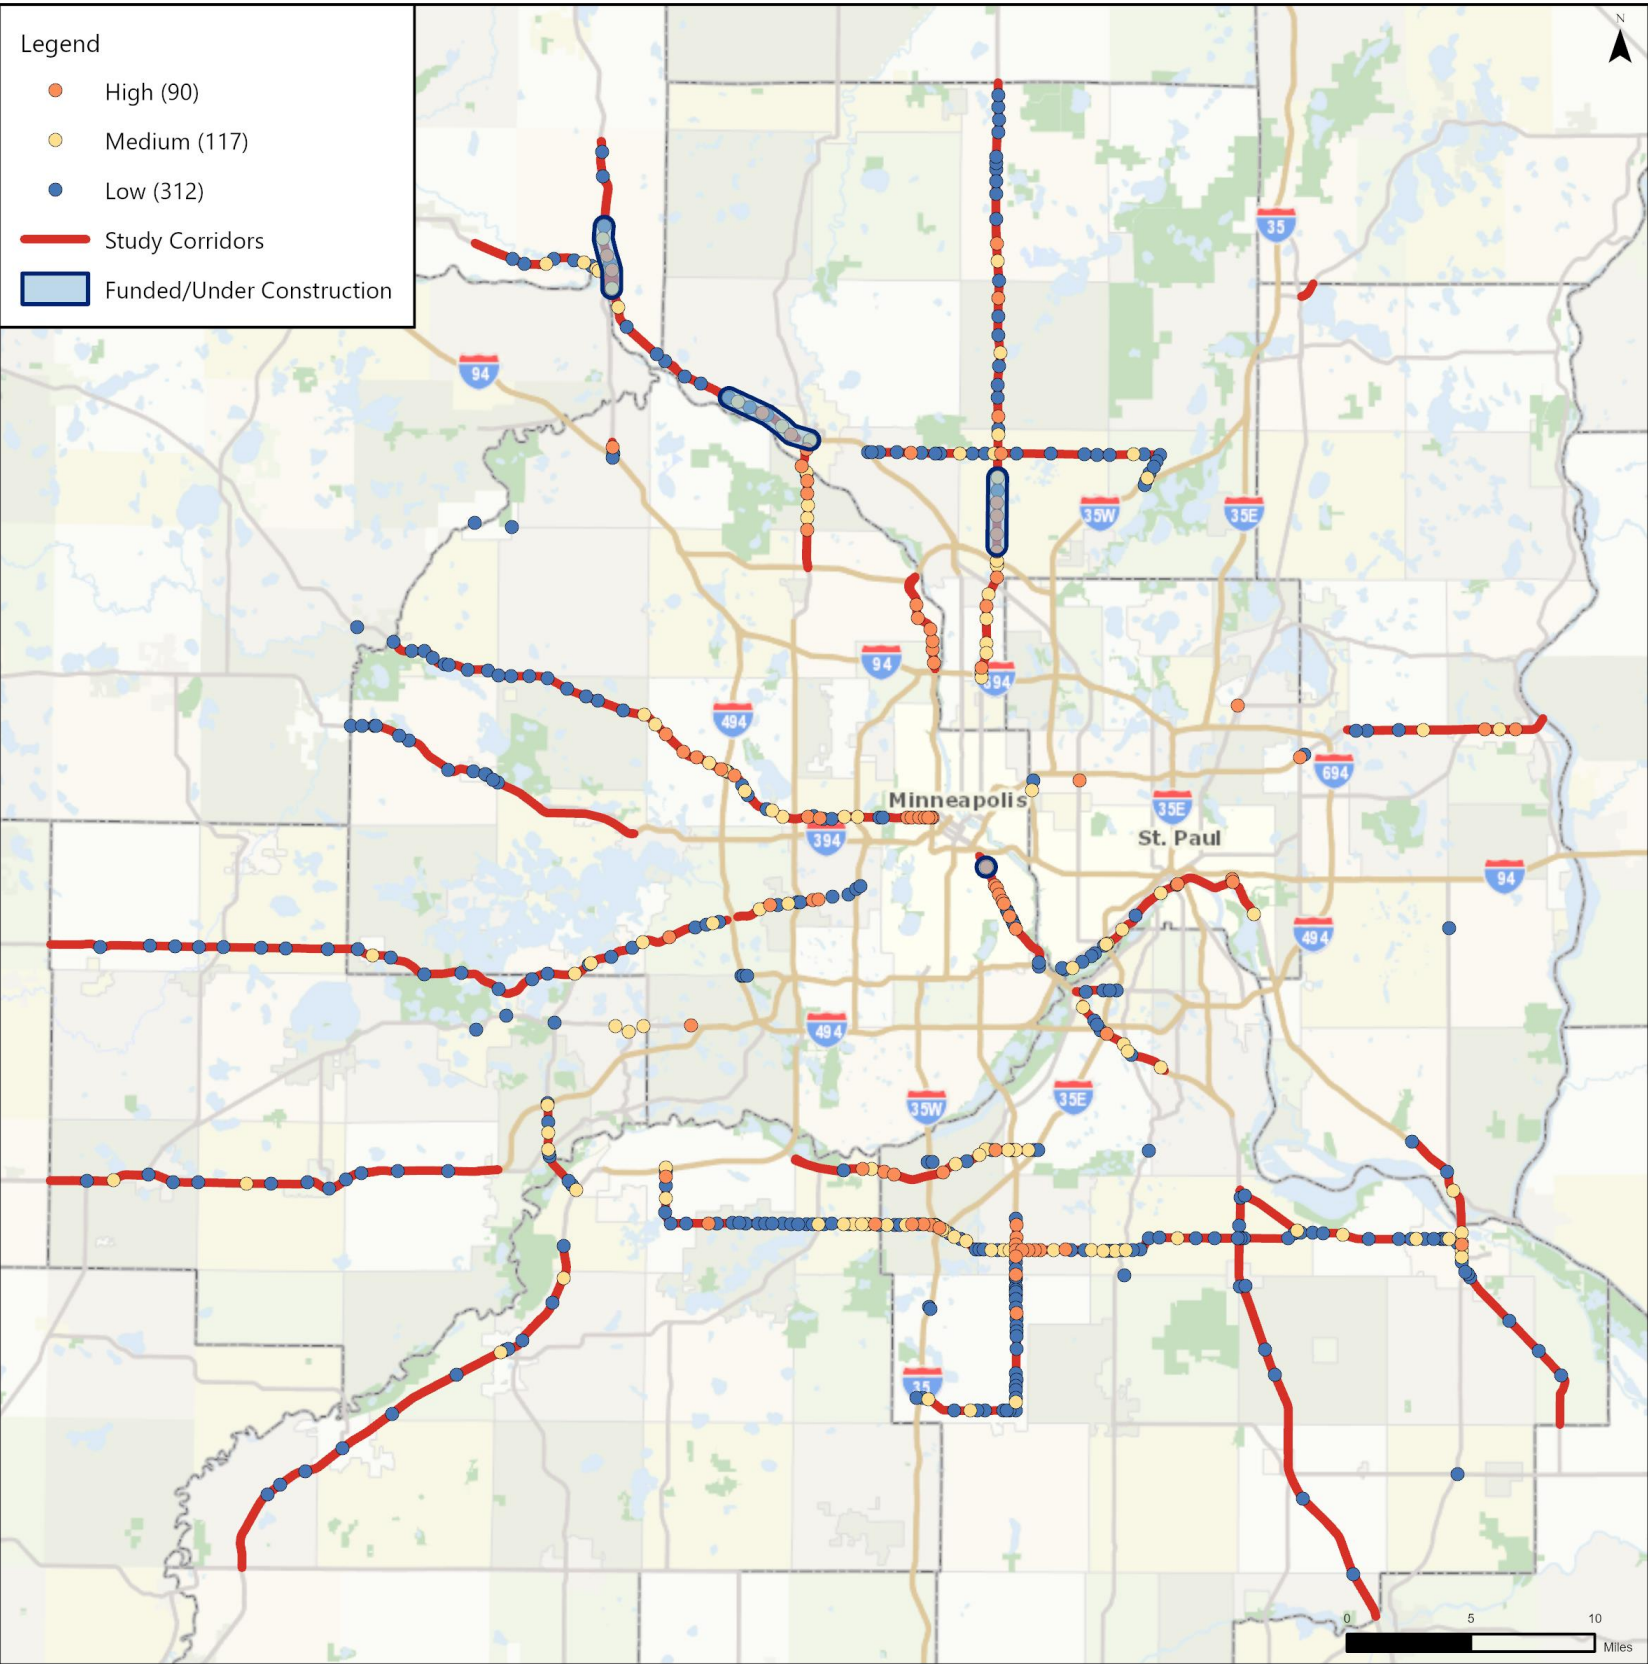 Legend
High (90)
Medium (117)
Low (312)
Study Corridors
Funded/Under Construction
N
35
94
35W
35E
94
694
494
694
Minneapolis
35E
St. Paul
394
94
494
494
35W
35E
35
0 5 10
Miles